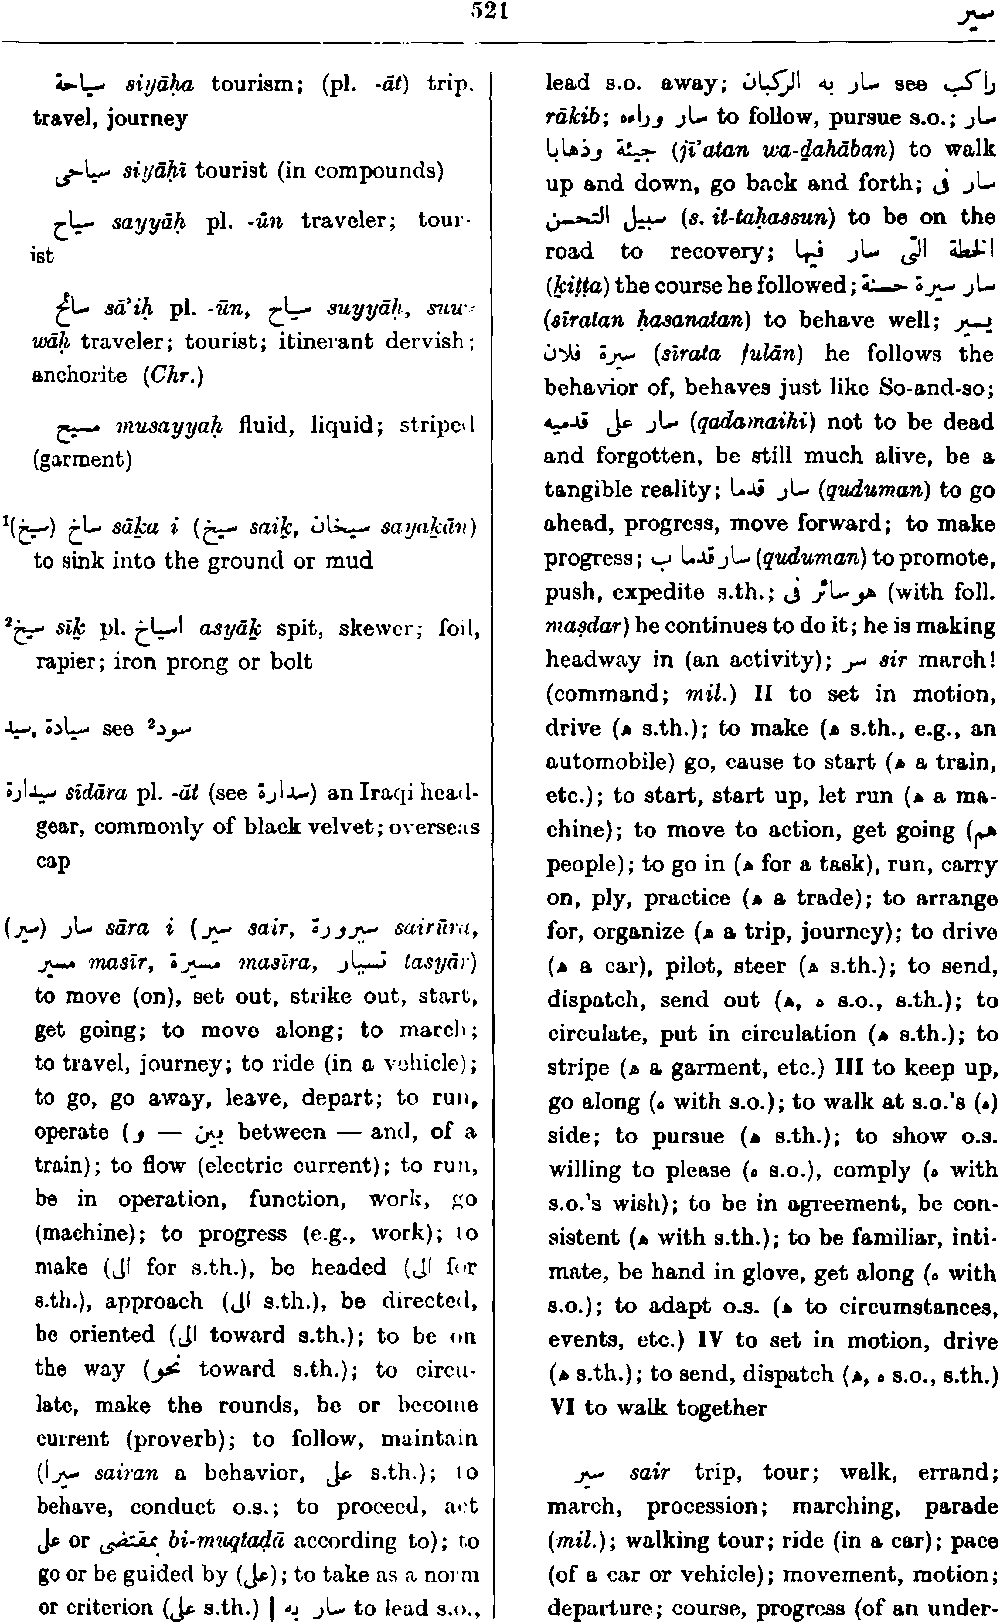 521
سير
سياحة siyāḥa tourism; (pl. -āt) trip,
travel, journey
سياحى siyāḥī tourist (in compounds)
سياح sayyāḥ pl. -ūn traveler; tour-
ist
سائح sā’iḥ pl. -ūn, سياح suyyāḥ, suw-
wāḥ traveler; tourist; itinerant dervish;
anchorite (Chr.)
مسيح musayyaḥ fluid, liquid; striped
(garment)
¹(سيخ) ساخ sāḵa i (سيخ saiḵ, سيخان sayaḵān)
to sink into the ground or mud
²سيخ sīḵ pl. اسياخ asyāḵ spit, skewer; foil,
rapier; iron prong or bolt
سيد, سيادة see ²سود
سيدارة sīdāra pl. -āt (see سدارة) an Iraqi head-
gear, commonly of black velvet; overseas
cap
(سير) سار sāra i (سير sair, سيرورة sairūra,
مسير masīr, مسيرة masīra, تسيار tasyār)
to move (on), set out, strike out, start,
get going; to move along; to march;
to travel, journey; to ride (in a vehicle);
to go, go away, leave, depart; to run,
operate (و — بين between — and, of a
train); to flow (electric current); to run,
be in operation, function, work, go
(machine); to progress (e.g., work); to
make (الى for s.th.), be headed (الى for
s.th.), approach (الى s.th.), be directed,
be oriented (الى toward s.th.); to be on
the way (نحو toward s.th.); to circu-
late, make the rounds, be or become
current (proverb); to follow, maintain
(سيرا sairan a behavior, على s.th.); to
behave, conduct o.s.; to proceed, act
على or بمقتضى bi-muqtaḍā according to); to
go or be guided by (على); to take as a norm
or criterion (على s.th.) | سار به to lead s.o.,
lead s.o. away; سار به الركبان see راكب
rākib; سار وراءه to follow, pursue s.o.; سار
جيئة وذهابا (jī’atan wa-ḏahāban) to walk
up and down, go back and forth; سار فى
سبيل التحسن (s. it-taḥassun) to be on the
road to recovery; الخطة التى سار فيها
(ḵiṭṭa) the course he followed; سار سيرة حسنة
(sīratan ḥasanatan) to behave well; يسير
سيرة فلان (sīrata fulān) he follows the
behavior of, behaves just like So-and-so;
سار على قدميه (qadamaihi) not to be dead
and forgotten, be still much alive, be a
tangible reality; سار قدما (quduman) to go
ahead, progress, move forward; to make
progress; سار قدما ب (quduman) to promote,
push, expedite s.th.; هو سائر فى (with foll.
maṣdar) he continues to do it; he is making
headway in (an activity); سر sir march!
(command; mil.) II to set in motion,
drive (ﻫ s.th.); to make (ﻫ s.th., e.g., an
automobile) go, cause to start (ﻫ a train,
etc.); to start, start up, let run (ﻫ a ma-
chine); to move to action, get going (هم
people); to go in (ﻫ for a task), run, carry
on, ply, practice (ﻫ a trade); to arrange
for, organize (ﻫ a trip, journey); to drive
(ﻫ a car), pilot, steer (ﻫ s.th.); to send,
dispatch, send out (ﻫ, ه s.o., s.th.); to
circulate, put in circulation (ﻫ s.th.); to
stripe (ﻫ a garment, etc.) III to keep up,
go along (ه with s.o.); to walk at s.o.'s (ه)
side; to pursue (ﻫ s.th.); to show o.s.
willing to please (ه s.o.), comply (ه with
s.o.'s wish); to be in agreement, be con-
sistent (ﻫ with s.th.); to be familiar, inti-
mate, be hand in glove, get along (ه with
s.o.); to adapt o.s. (ﻫ to circumstances,
events, etc.) IV to set in motion, drive
(ﻫ s.th.); to send, dispatch (ﻫ, ه s.o., s.th.)
VI to walk together
سير sair trip, tour; walk, errand;
march, procession; marching, parade
(mil.); walking tour; ride (in a car); pace
(of a car or vehicle); movement, motion;
departure; course, progress (of an under-